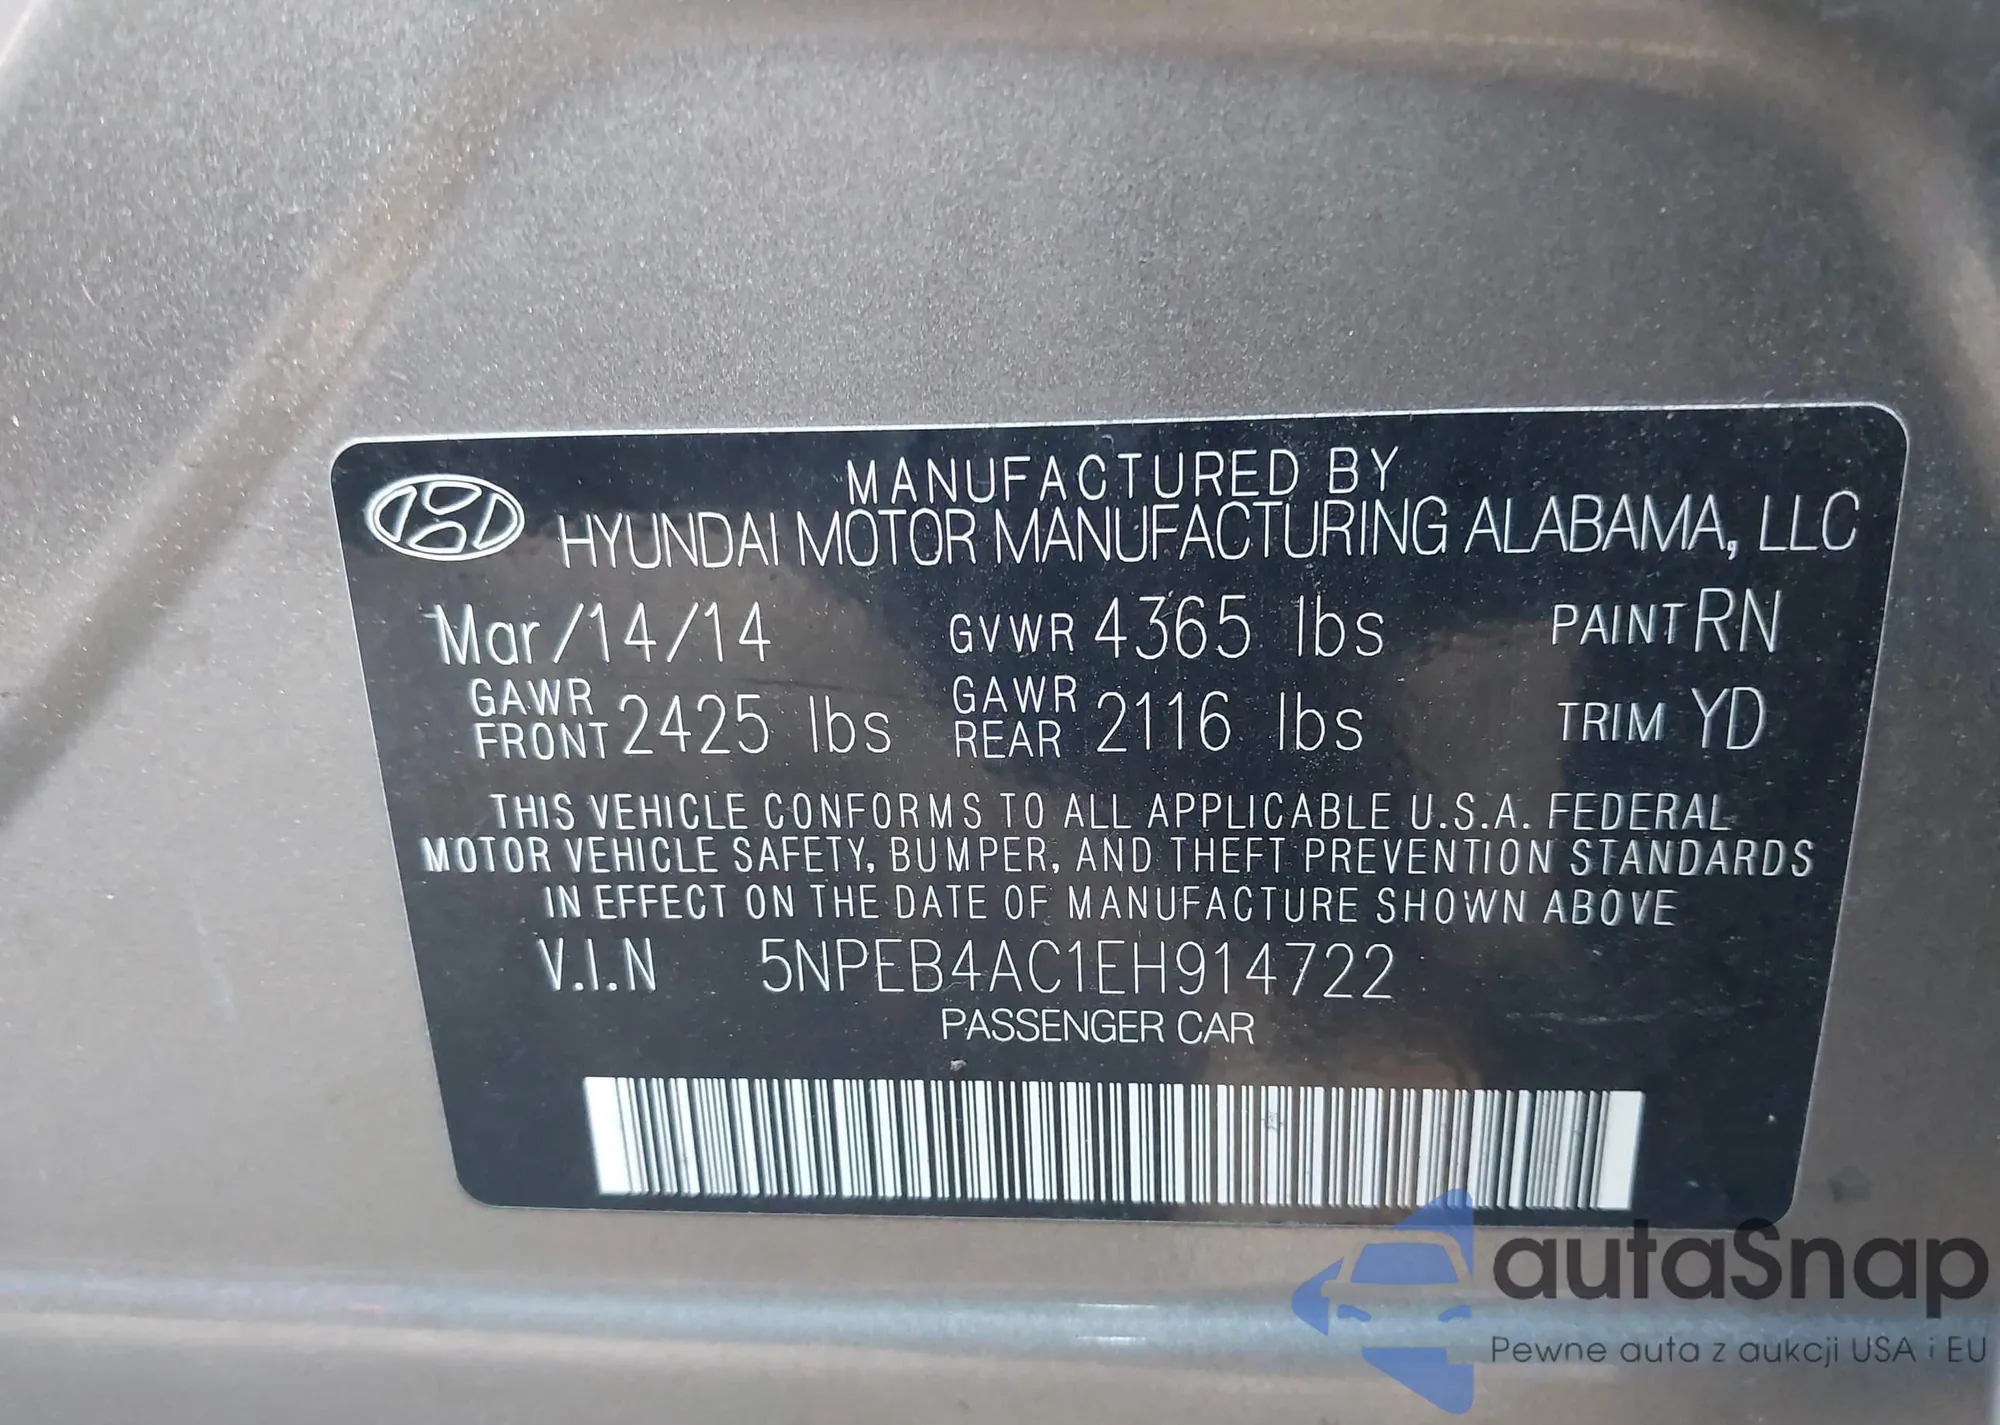 MANUFACTURED BY
HYUNDAI MOTOR MANUFACTURING ALABAMA, LLC
Mar/14/14 GVWR 4365 lbs PAINT RN
GAWR FRONT 2425 lbs GAWR REAR 2116 lbs TRIM YD
THIS VEHICLE CONFORMS TO ALL APPLICABLE U.S.A. FEDERAL
MOTOR VEHICLE SAFETY, BUMPER, AND THEFT PREVENTION STANDARDS
IN EFFECT ON THE DATE OF MANUFACTURE SHOWN ABOVE
V.I.N 5NPEB4AC1EH914722
PASSENGER CAR
autaSnap
Pewne auta z aukcji USA i EU